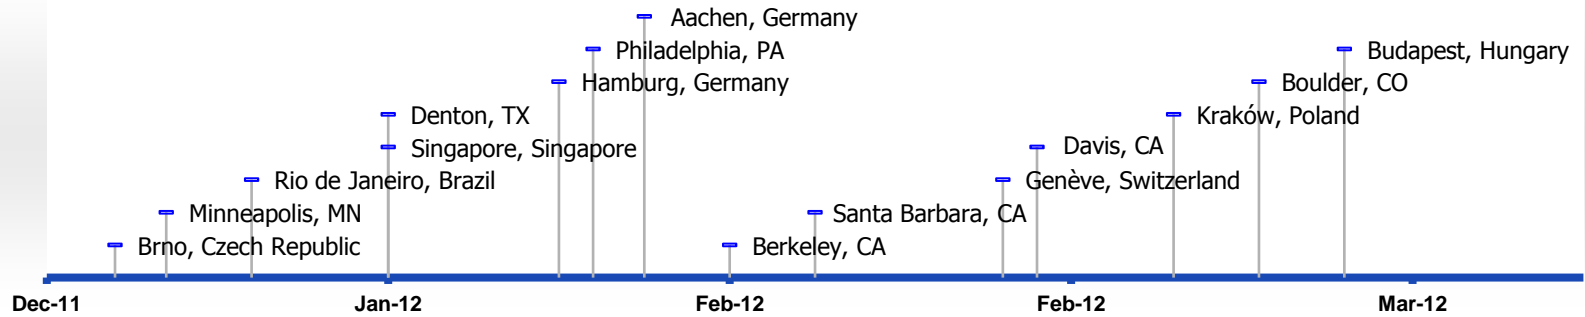 Aachen, Germany
Philadelphia, PA
Budapest, Hungary
Hamburg, Germany
Boulder, CO
Denton, TX
Kraków, Poland
Singapore, Singapore
Davis, CA
Rio de Janeiro, Brazil
Genève, Switzerland
Minneapolis, MN
Santa Barbara, CA
Brno, Czech Republic
Berkeley, CA
Dec-11
Jan-12
Feb-12
Feb-12
Mar-12